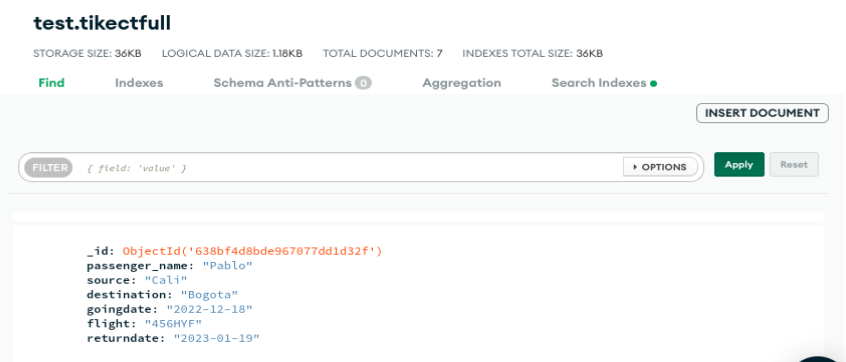 test.tikectfull
STORAGE SIZE: 36KB LOGICAL DATA SIZE: 1.18KB TOTAL DOCUMENTS: 7 INDEXES TOTAL SIZE: 36KB
Find Indexes Schema Anti-Patterns 0 Aggregation Search Indexes
INSERT DOCUMENT
FILTER { field: 'value' } OPTIONS Apply Reset
_id: ObjectId('638bf4d8bde967077dd1d32f')
passenger_name: "Pablo"
source: "Cali"
destination: "Bogota"
goingdate: "2022-12-18"
flight: "456HYF"
returndate: "2023-01-19"